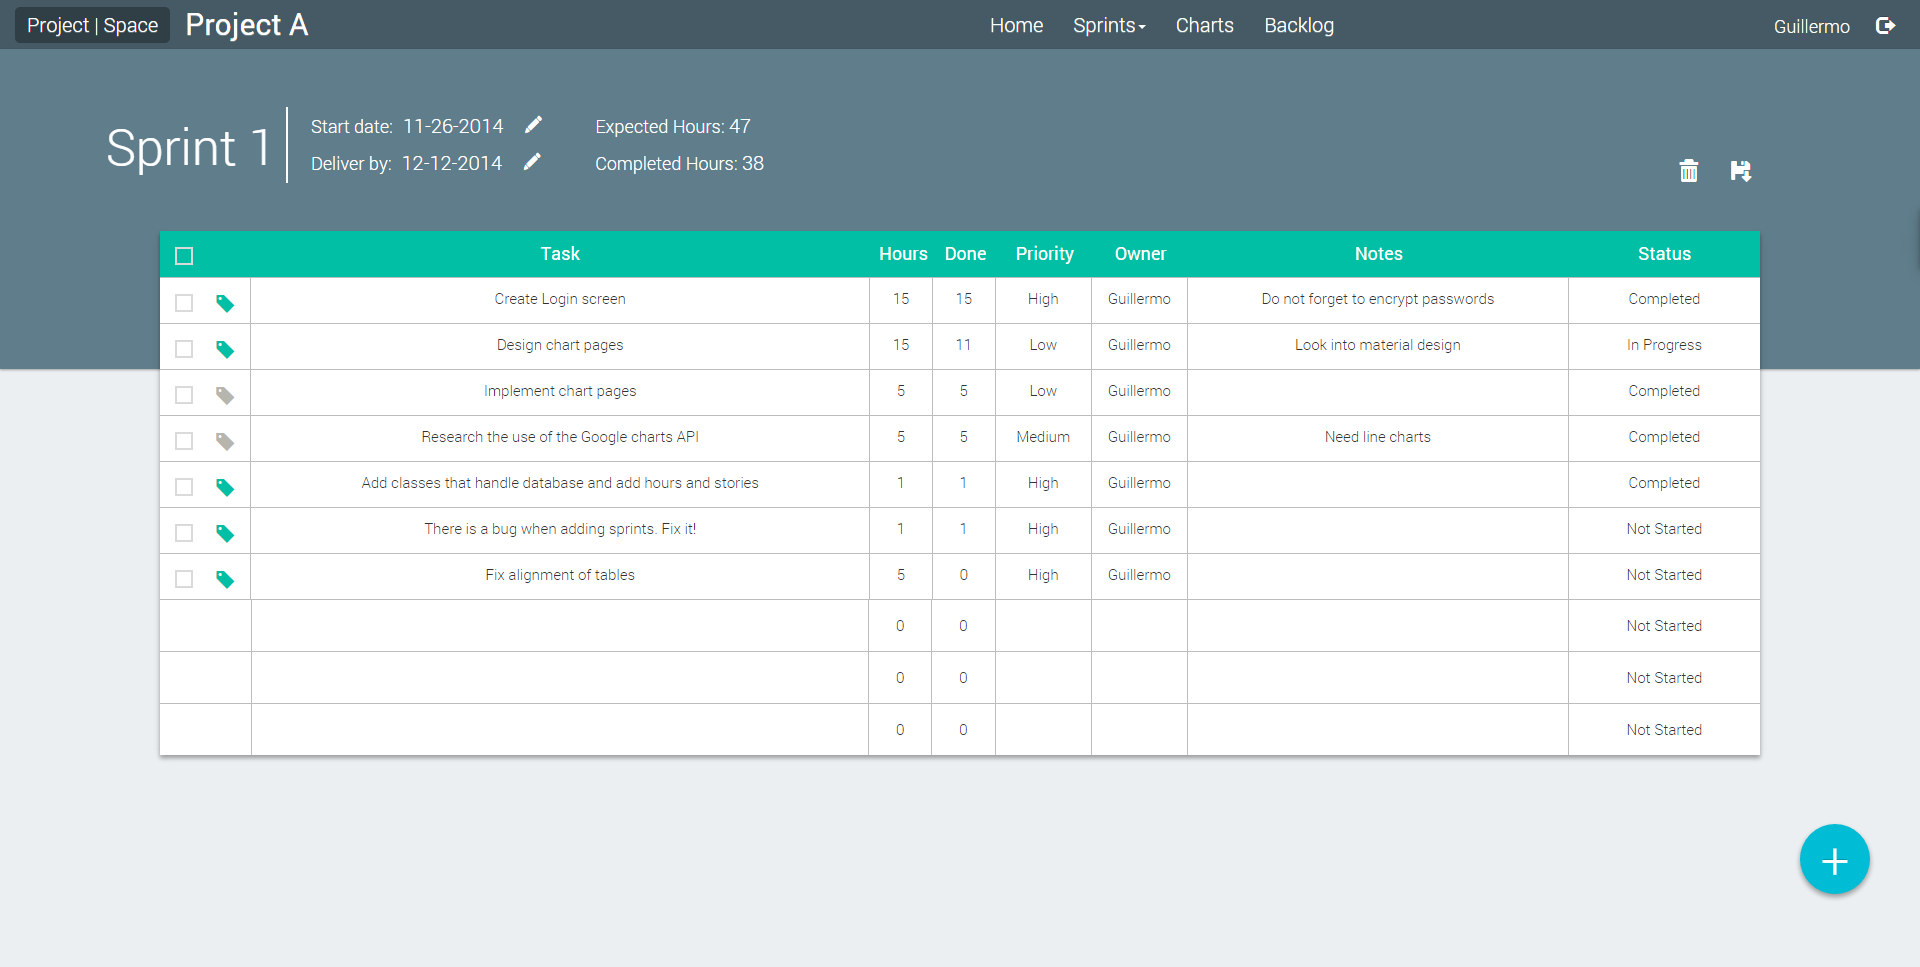 Project | Space Project A Home Sprints Charts Backlog Guillermo
Sprint 1
Start date: 11-26-2014 Expected Hours: 47
Deliver by: 12-12-2014 Completed Hours: 38
Task Hours Done Priority Owner Notes Status
Create Login screen 15 15 High Guillermo Do not forget to encrypt passwords Completed
Design chart pages 15 11 Low Guillermo Look into material design In Progress
Implement chart pages 5 5 Low Guillermo Completed
Research the use of the Google charts API 5 5 Medium Guillermo Need line charts Completed
Add classes that handle database and add hours and stories 1 1 High Guillermo Completed
There is a bug when adding sprints. Fix it! 1 1 High Guillermo Not Started
Fix alignment of tables 5 0 High Guillermo Not Started
0 0 Not Started
0 0 Not Started
0 0 Not Started
+